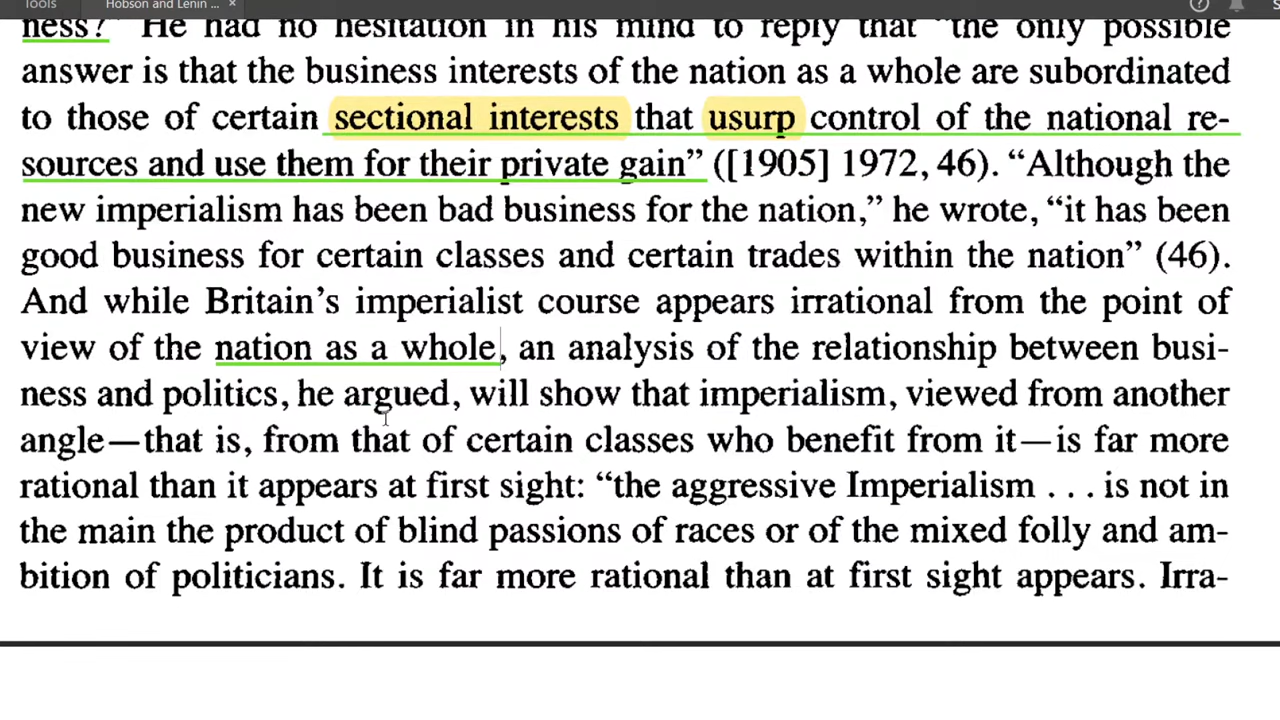 Tools
Hobson and Lenin ... ×
ness?" He had no hesitation in his mind to reply that "the only possible
answer is that the business interests of the nation as a whole are subordinated
to those of certain sectional interests that usurp control of the national re-
sources and use them for their private gain" ([1905] 1972, 46). "Although the
new imperialism has been bad business for the nation," he wrote, "it has been
good business for certain classes and certain trades within the nation" (46).
And while Britain's imperialist course appears irrational from the point of
view of the nation as a whole, an analysis of the relationship between busi-
ness and politics, he argued, will show that imperialism, viewed from another
angle—that is, from that of certain classes who benefit from it—is far more
rational than it appears at first sight: "the aggressive Imperialism . . . is not in
the main the product of blind passions of races or of the mixed folly and am-
bition of politicians. It is far more rational than at first sight appears. Irra-